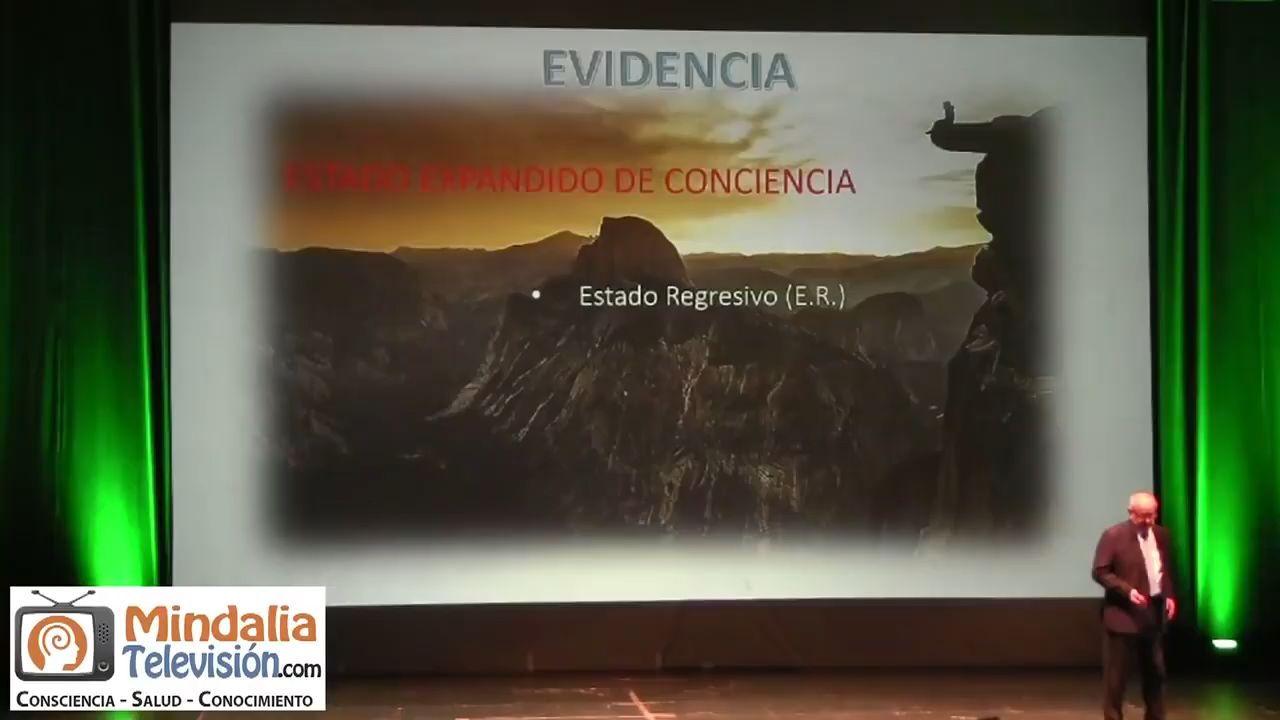 EVIDENCIA
ESTADO EXPANDIDO DE CONCIENCIA
• Estado Regresivo (E.R.)
Mindalia
Televisión.com
CONSCIENCIA - SALUD - CONOCIMIENTO